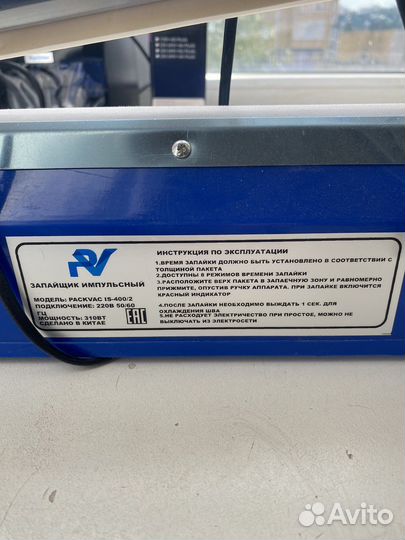 PV
ЗАПАЙЩИК ИМПУЛЬСНЫЙ
МОДЕЛЬ: PACKVAC IS-400/2
ПОДКЛЮЧЕНИЕ: 220В 50/60
ГЦ
МОЩНОСТЬ: 310ВТ
СДЕЛАНО В КИТАЕ
EAC
ИНСТРУКЦИЯ ПО ЭКСПЛУАТАЦИИ
1.ВРЕМЯ ЗАПАЙКИ ДОЛЖНО БЫТЬ УСТАНОВЛЕНО В СООТВЕТСТВИИ С
ТОЛЩИНОЙ ПАКЕТА
2.ДОСТУПНЫ 8 РЕЖИМОВ ВРЕМЕНИ ЗАПАЙКИ
3.РАСПОЛОЖИТЕ ВЕРХ ПАКЕТА В ЗАПАЕЧНУЮ ЗОНУ И РАВНОМЕРНО
ПРИЖМИТЕ, ОПУСТИВ РУЧКУ АППАРАТА. ПРИ ЗАПАЙКЕ ВКЛЮЧИТСЯ
КРАСНЫЙ ИНДИКАТОР
4.ПОСЛЕ ЗАПАЙКИ НЕОБХОДИМО ВЫЖДАТЬ 1 СЕК. ДЛЯ
ОХЛАЖДЕНИЯ ШВА
5.НЕ РАСХОДУЕТ ЭЛЕКТРИЧЕСТВО ПРИ ПРОСТОЕ, МОЖНО НЕ
ВЫКЛЮЧАТЬ ИЗ ЭЛЕКТРОСЕТИ
Avito